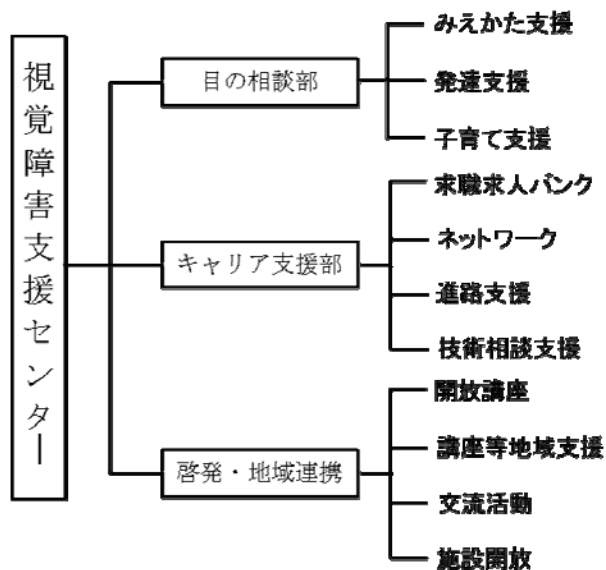 視覚障害支援センター
目の相談部
みえかた支援
発達支援
子育て支援
キャリア支援部
求職求人バンク
ネットワーク
進路支援
技術相談支援
啓発・地域連携
開放講座
講座等地域支援
交流活動
施設開放